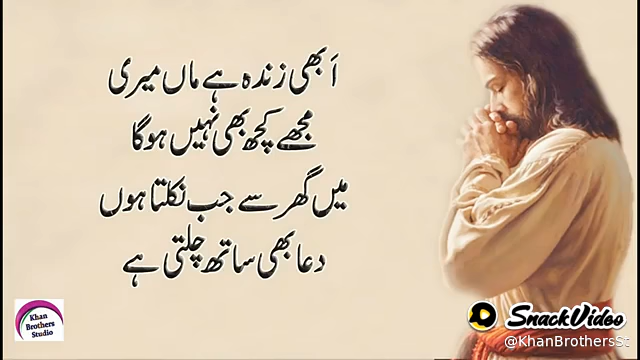 اَبھی زندہ ہے ماں میری
مجھے کچھ بھی نہیں ہوگا
میں گھر سے جب نکلتا ہوں
دعا بھی ساتھ چلتی ہے
Khan
Brothers
Studio
SnackVideo
@KhanBrothersSt